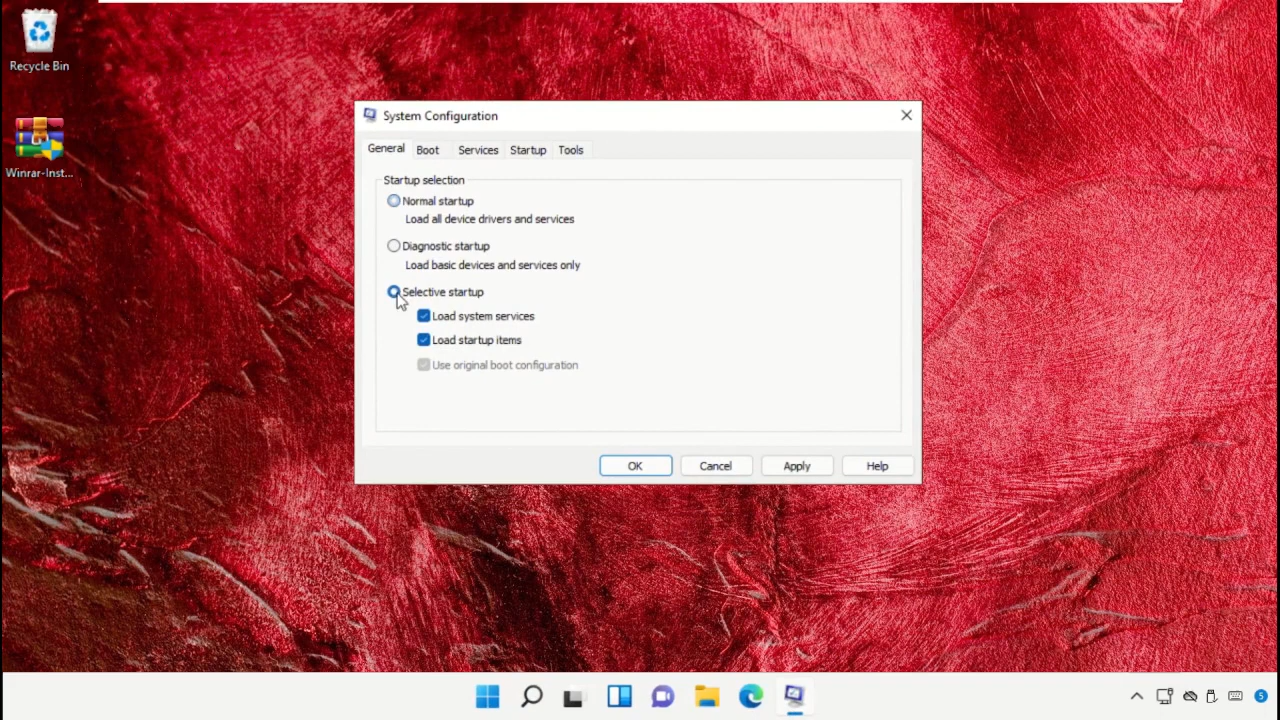 Recycle Bin
Winrar-Inst...
System Configuration
General Boot Services Startup Tools
Startup selection
Normal startup
Load all device drivers and services
Diagnostic startup
Load basic devices and services only
Selective startup
Load system services
Load startup items
Use original boot configuration
OK Cancel Apply Help
5